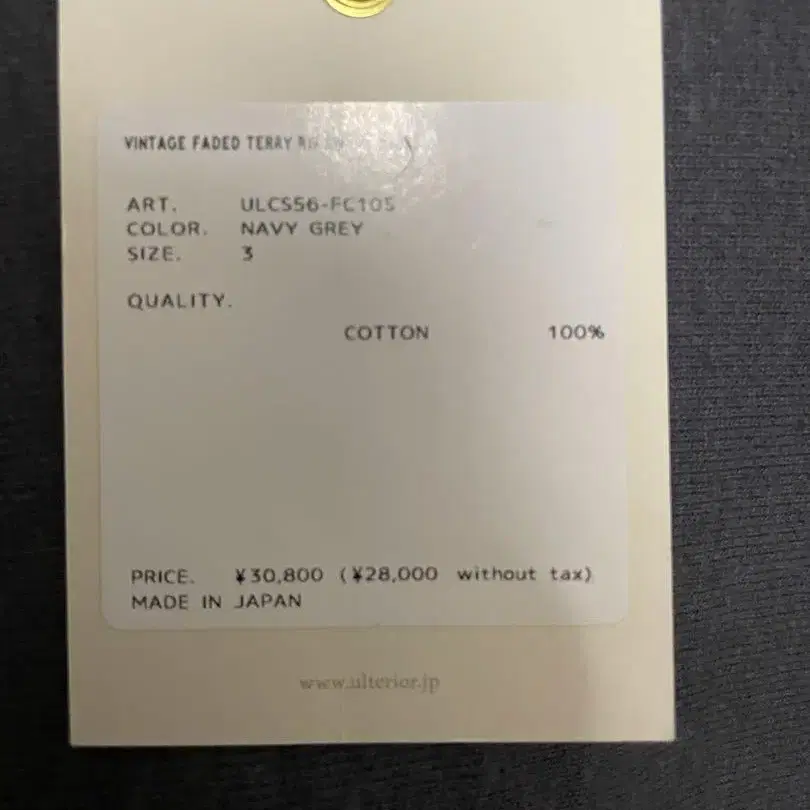 VINTAGE FADED TERRY
ART. ULCS56-FC105
COLOR. NAVY GREY
SIZE. 3
QUALITY.
COTTON 100%
PRICE. ¥30,800 (¥28,000 without tax)
MADE IN JAPAN
www.ulterior.jp